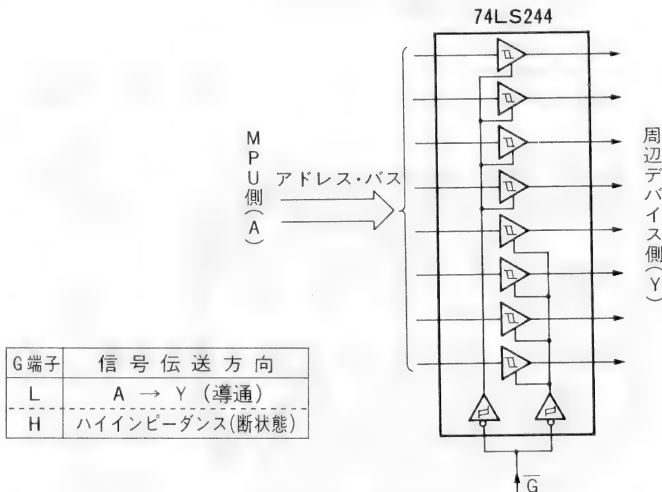 74LS244
MPU側(A)
アドレス・バス
周辺デバイス側(Y)
G端子 信号伝送方向
L A → Y (導通)
H ハイインピーダンス(断状態)
G̅